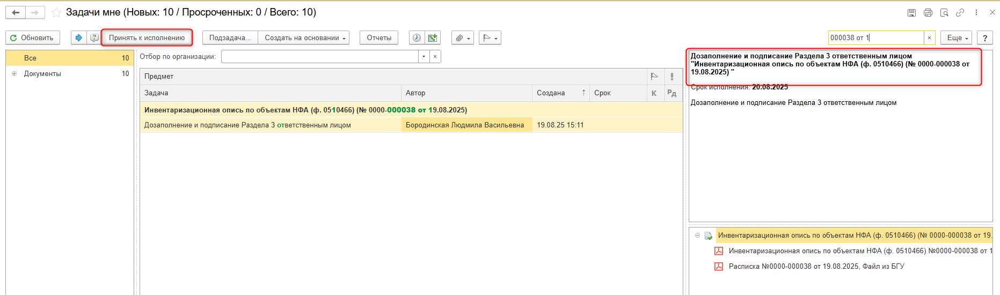 Задачи мне (Новых: 10 / Просроченных: 0 / Всего: 10)
Обновить
Принять к исполнению
Подзадача...
Создать на основании
Отчеты
000038 от 1
×
Еще
?
Все 10
Документы 10
Отбор по организации:
×
Предмет
Задача Автор Создана ↑ Срок К Рд
Инвентаризационная опись по объектам НФА (ф. 0510466) (№ 0000-000038 от 19.08.2025)
Дозаполнение и подписание Раздела 3 ответственным лицом Бородинская Людмила Васильевна 19.08.25 15:11
Дозаполнение и подписание Раздела 3 ответственным лицом
"Инвентаризационная опись по объектам НФА (ф. 0510466) (№ 0000-000038 от
19.08.2025) "
Срок исполнения: 20.08.2025
Дозаполнение и подписание Раздела 3 ответственным лицом
Инвентаризационная опись по объектам НФА (ф. 0510466) (№ 0000-000038 от 19.
Инвентаризационная опись по объектам НФА (ф. 0510466) №0000-000038 от 1
Расписка №0000-000038 от 19.08.2025, Файл из БГУ